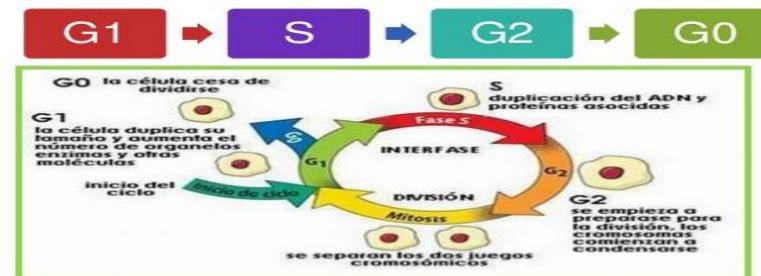 G1 S G2 G0
G0 la célula cesa de
dividirse
G1
la célula duplica su
tamaño y aumenta el
número de organelos
enzimas y otras
moléculas
inicio del
ciclo
Inicio de ciclo
G0
G1
Fase S
S
duplicación del ADN y
proteínas asocidas
INTERFASE
G2
DIVISIÓN
Mitosis
G2
se empieza a
prepararse para
la división, los
cromosomas
comienzan a
condensarse
se separan los dos juegos
cromosómicos